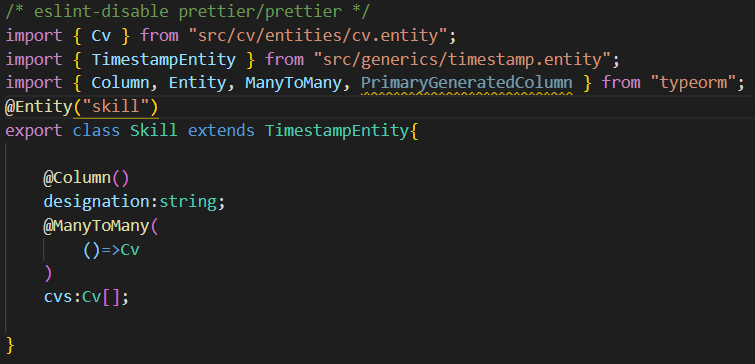 /* eslint-disable prettier/prettier */
import { Cv } from "src/cv/entities/cv.entity";
import { TimestampEntity } from "src/generics/timestamp.entity";
import { Column, Entity, ManyToMany, PrimaryGeneratedColumn } from "typeorm";
@Entity("skill")
export class Skill extends TimestampEntity{
@Column()
designation:string;
@ManyToMany(
()=>Cv
)
cvs:Cv[];
}